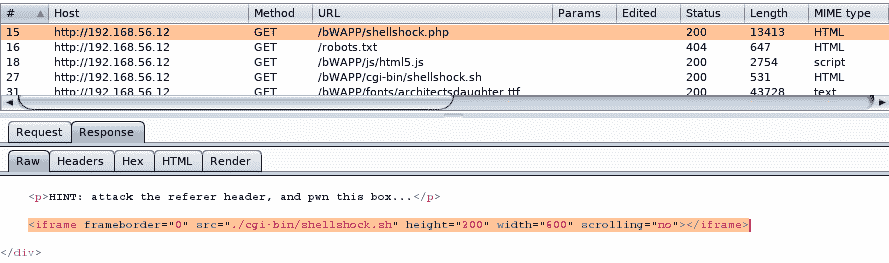 # Host Method URL Params Edited Status Length MIME type
15 http://192.168.56.12 GET /bWAPP/shellshock.php 200 13413 HTML
16 http://192.168.56.12 GET /robots.txt 404 647 HTML
18 http://192.168.56.12 GET /bWAPP/js/html5.js 200 2754 script
27 http://192.168.56.12 GET /bWAPP/cgi-bin/shellshock.sh 200 531 HTML
31 http://192.168.56.12 GET /bWAPP/fonts/architectsdaughter.ttf 200 43728 text
Request Response
Raw Headers Hex HTML Render
<p>HINT: attack the referer header, and pwn this box...</p>
<iframe frameborder="0" src="./cgi-bin/shellshock.sh" height="200" width="600" scrolling="no"></iframe>
</div>